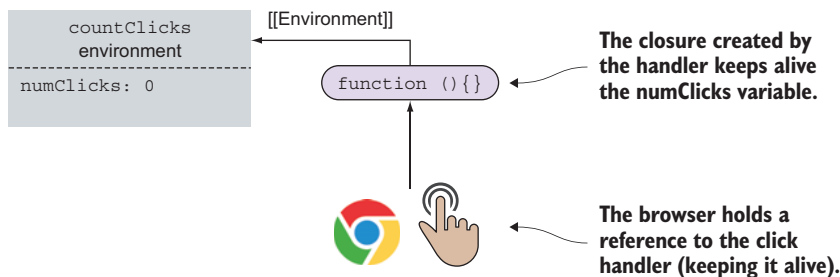 countClicks
environment
numClicks: 0
[[Environment]]
function (){}
The closure created by
the handler keeps alive
the numClicks variable.
The browser holds a
reference to the click
handler (keeping it alive).